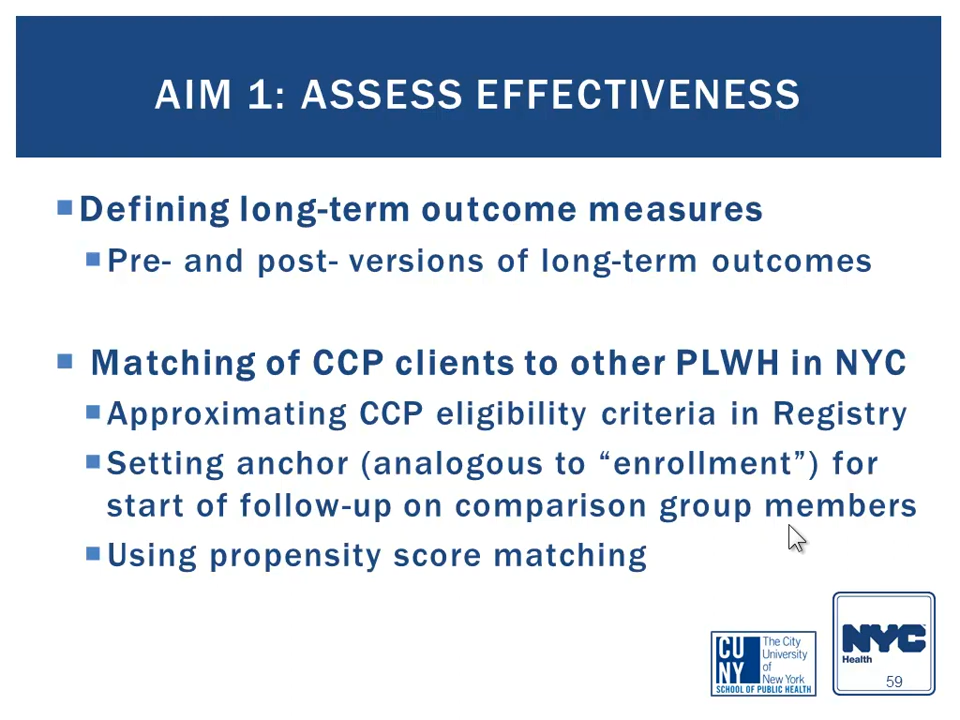 AIM 1: ASSESS EFFECTIVENESS
Defining long-term outcome measures
Pre- and post- versions of long-term outcomes
Matching of CCP clients to other PLWH in NYC
Approximating CCP eligibility criteria in Registry
Setting anchor (analogous to “enrollment”) for
start of follow-up on comparison group members
Using propensity score matching
CU
NY
The City
University
of
New York
SCHOOL OF PUBLIC HEALTH
NYC
Health
59